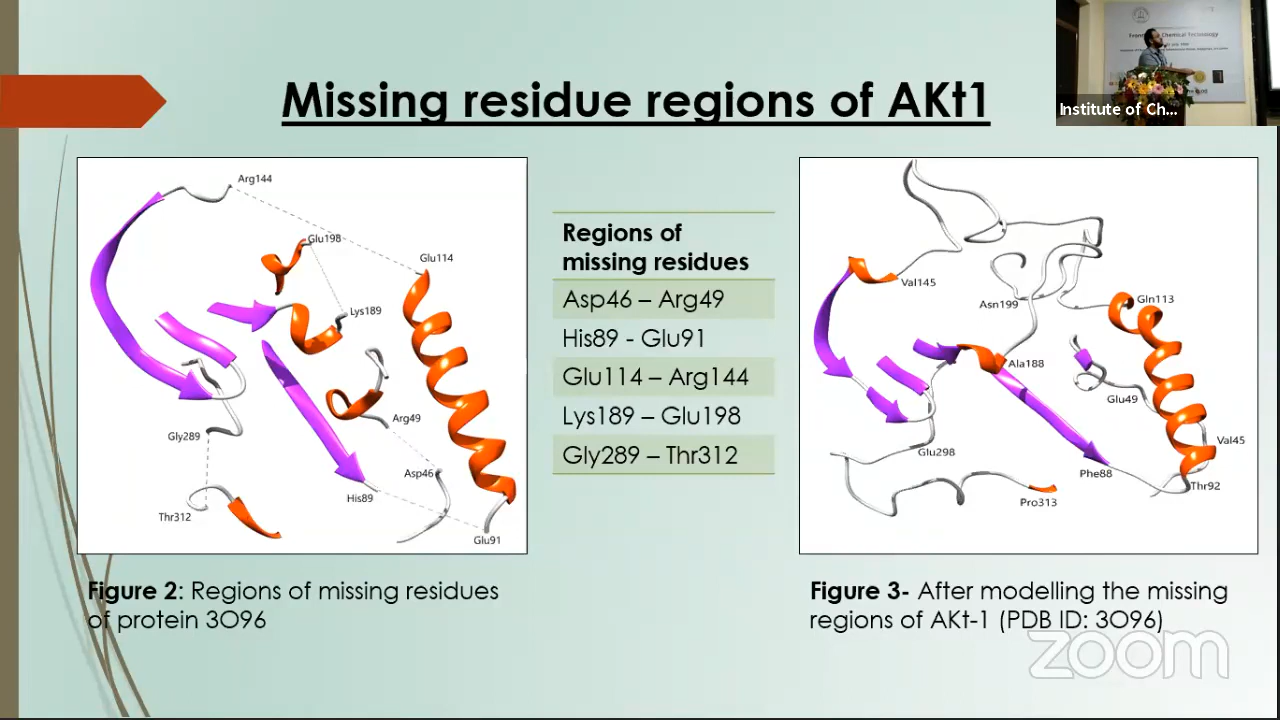 Missing residue regions of AKt1
Institute of Ch...
Chemical Technology
Arg144
Glu198
Glu114
Lys189
Arg49
Gly289
Asp46
His89
Thr312
Glu91
Regions of
missing residues
Asp46 – Arg49
His89 - Glu91
Glu114 – Arg144
Lys189 – Glu198
Gly289 – Thr312
Val145
Asn199
Gln113
Ala188
Glu49
Val45
Glu298
Phe88
Thr92
Pro313
Figure 2: Regions of missing residues
of protein 3O96
Figure 3- After modelling the missing
regions of AKt-1 (PDB ID: 3O96)
zoom